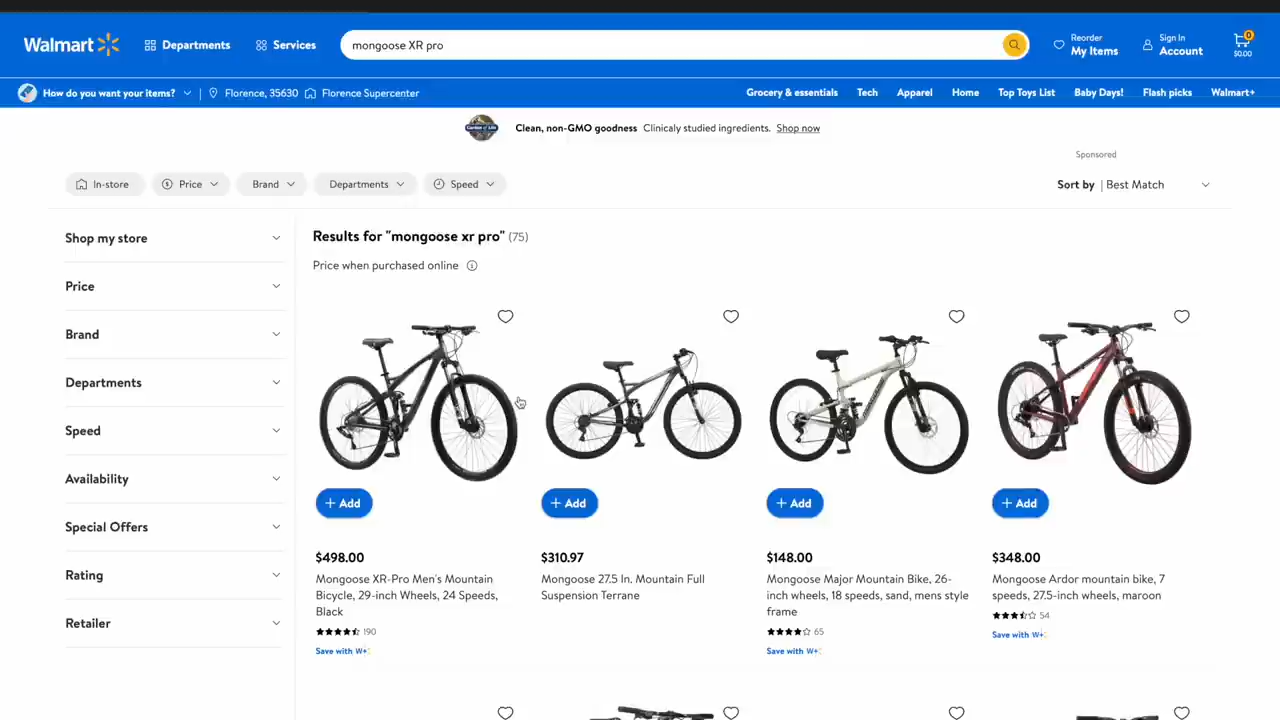 Walmart
Departments
Services
mongoose XR pro
Reorder
My Items
Sign In
Account
0
$0.00
How do you want your items?
Florence, 35630
Florence Supercenter
Grocery & essentials
Tech
Apparel
Home
Top Toys List
Baby Days!
Flash picks
Walmart+
Clean, non-GMO goodness Clinicaly studied ingredients. Shop now
Sponsored
In-store
Price
Brand
Departments
Speed
Sort by | Best Match
Shop my store
Price
Brand
Departments
Speed
Availability
Special Offers
Rating
Retailer
Results for "mongoose xr pro" (75)
Price when purchased online
+ Add
$498.00
Mongoose XR-Pro Men's Mountain
Bicycle, 29-inch Wheels, 24 Speeds,
Black
190
Save with W+
+ Add
$310.97
Mongoose 27.5 In. Mountain Full
Suspension Terrane
+ Add
$148.00
Mongoose Major Mountain Bike, 26-
inch wheels, 18 speeds, sand, mens style
frame
65
Save with W+
+ Add
$348.00
Mongoose Ardor mountain bike, 7
speeds, 27.5-inch wheels, maroon
54
Save with W+